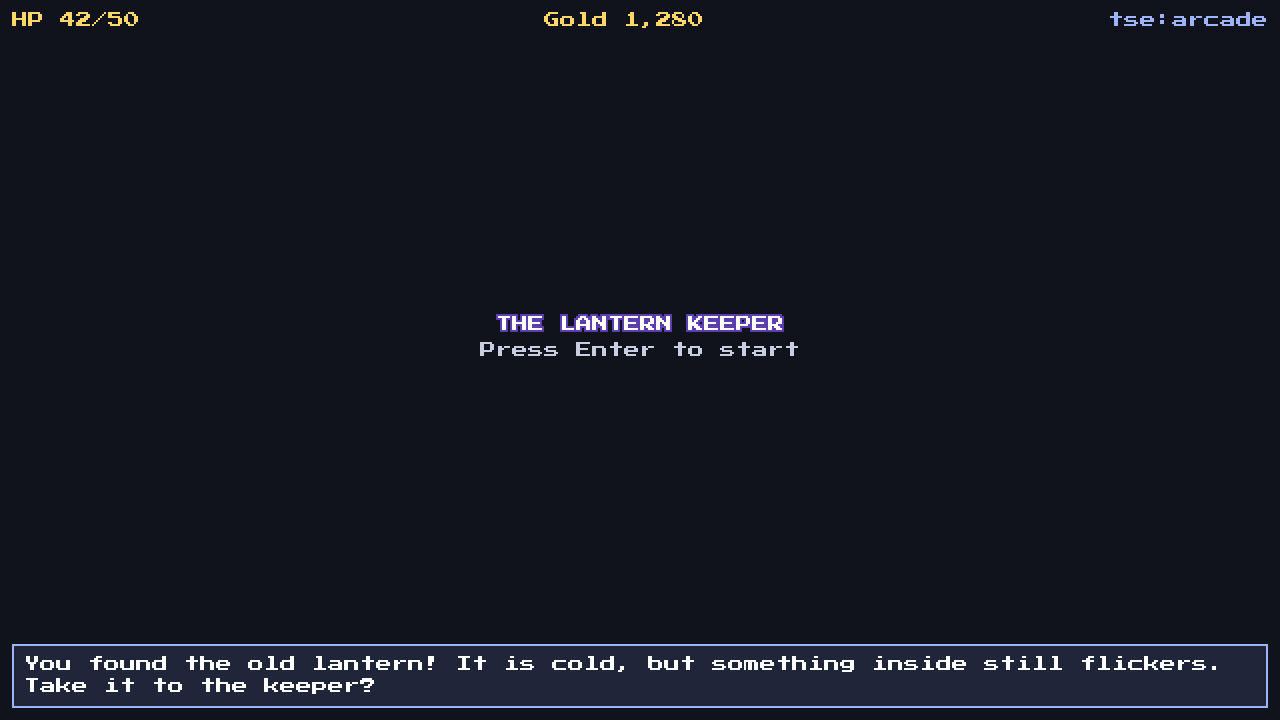 HP 42/50
Gold 1,280
tse:arcade
THE LANTERN KEEPER
Press Enter to start
You found the old lantern! It is cold, but something inside still flickers.
Take it to the keeper?